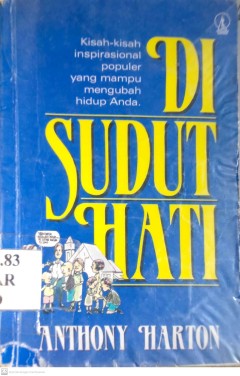 Kisah-kisah
inspirasional
populer
yang mampu
mengubah
hidup Anda.
DI
SUDUT
HATI
.83
AR
ANTHONY HARTON